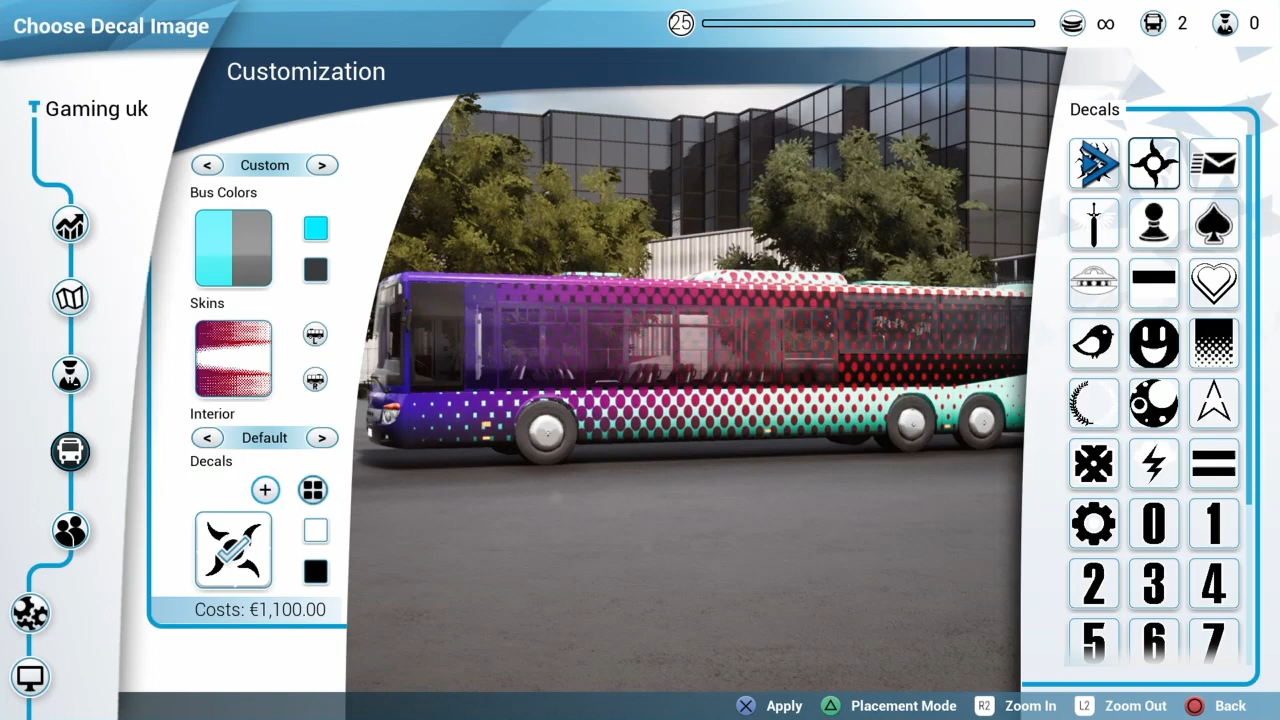 Choose Decal Image
25
∞
2
0
Customization
Gaming uk
< Custom >
Bus Colors
Skins
Interior
< Default >
Decals
+
Costs: €1,100.00
Decals
0 1
2 3 4
5 6 7
Apply
Placement Mode
R2 Zoom In
L2 Zoom Out
Back